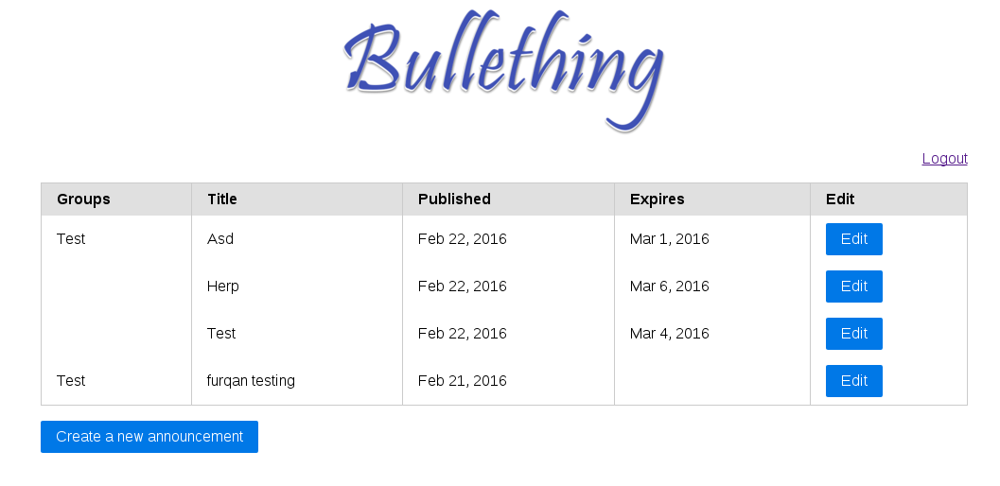 Bullething
Logout
Groups Title Published Expires Edit
Test Asd Feb 22, 2016 Mar 1, 2016 Edit
Herp Feb 22, 2016 Mar 6, 2016 Edit
Test Feb 22, 2016 Mar 4, 2016 Edit
Test furqan testing Feb 21, 2016 Edit
Create a new announcement